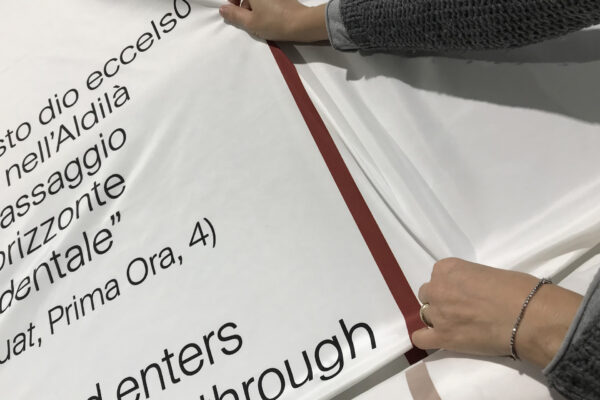 sto dio eccelso
nell'Aldilà
assaggio
orizzonte
dentale”
uat, Prima Ora, 4)
d enters
through